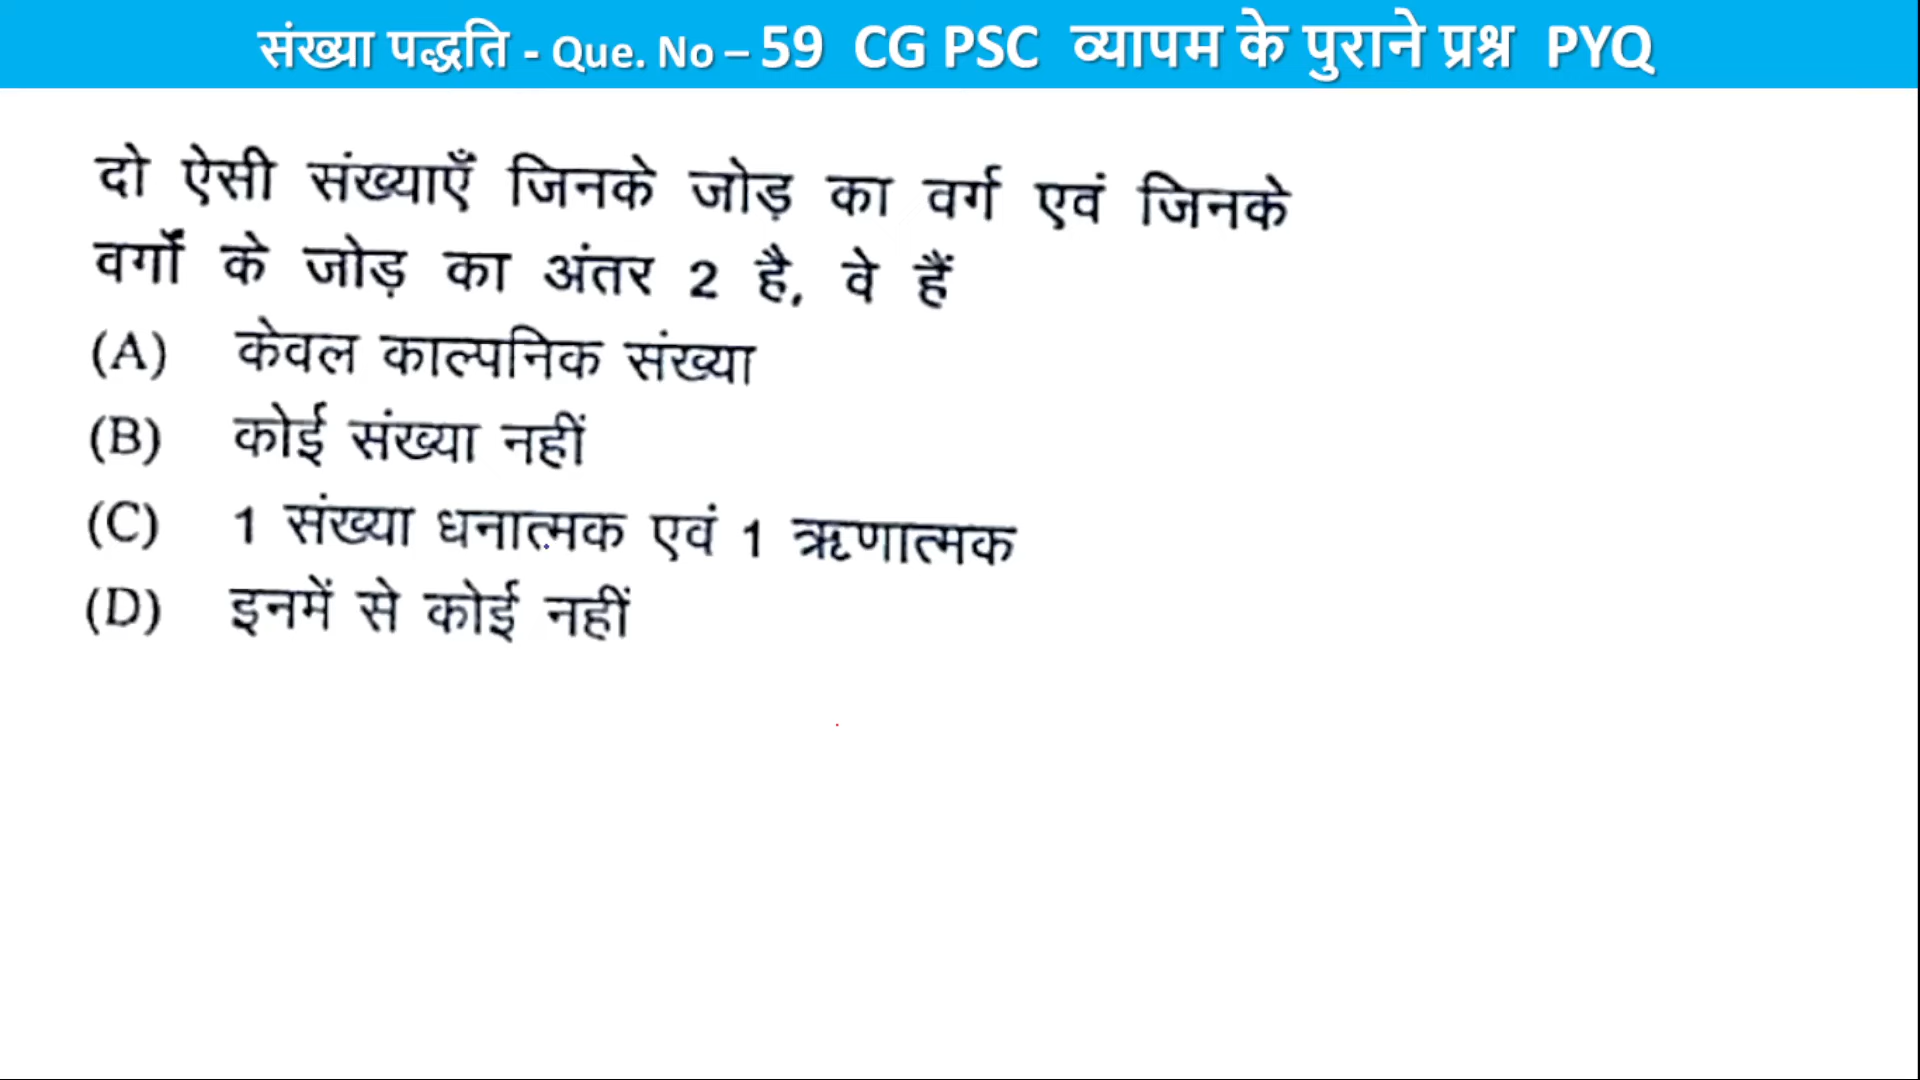 संख्या पद्धति - Que. No – 59 CG PSC व्यापम के पुराने प्रश्न PYQ
दो ऐसी संख्याएँ जिनके जोड़ का वर्ग एवं जिनके
वर्गों के जोड़ का अंतर 2 है, वे हैं
(A) केवल काल्पनिक संख्या
(B) कोई संख्या नहीं
(C) 1 संख्या धनात्मक एवं 1 ऋणात्मक
(D) इनमें से कोई नहीं